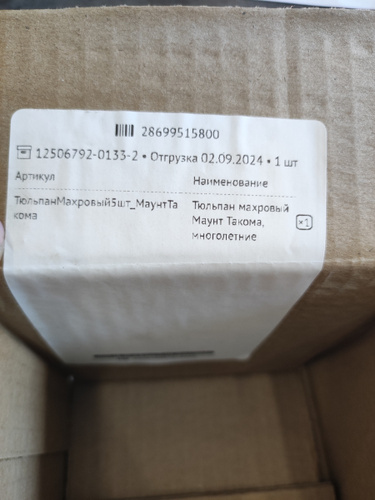 28699515800
12506792-0133-2 • Отгрузка 02.09.2024 • 1 шт
Артикул
Наименование
ТюльпанМахровый5шт_МаунтТа
кома
Тюльпан махровый
Маунт Такома,
многолетние
×1